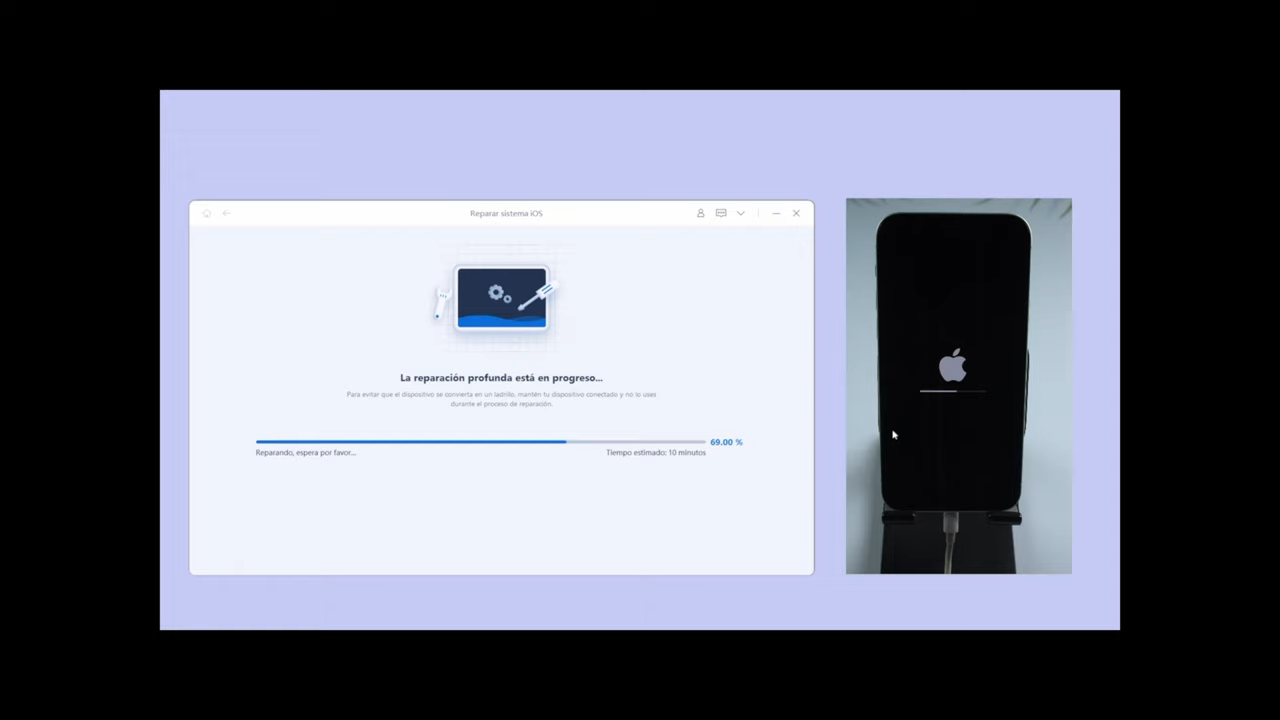 Reparar sistema iOS
La reparación profunda está en progreso...
Para evitar que el dispositivo se convierta en un ladrillo, mantén tu dispositivo conectado y no lo uses
durante el proceso de reparación.
69.00 %
Reparando, espera por favor...
Tiempo estimado: 10 minutos